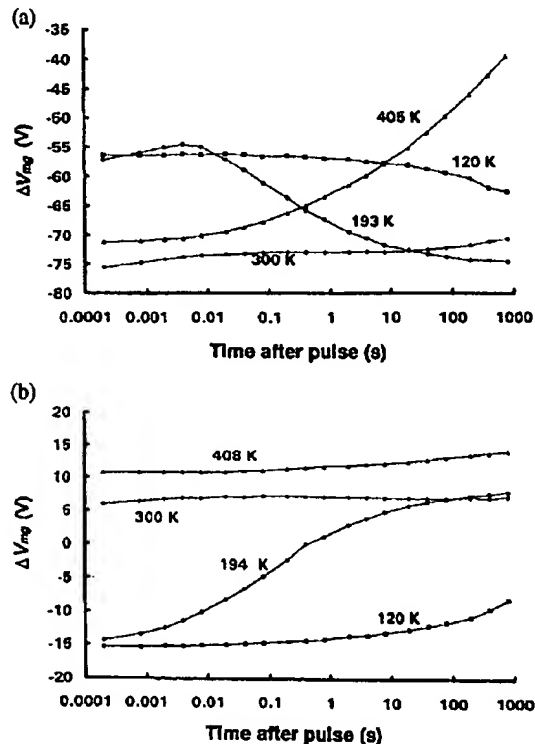 (a)
-35
-40
-45
-50
-55
-60
-65
-70
-75
-80
ΔVmg (V)
405 K
120 K
193 K
300 K
0.0001 0.001 0.01 0.1 1 10 100 1000
Time after pulse (s)
(b)
20
15
10
5
0
-5
-10
-15
-20
ΔVmg (V)
408 K
300 K
194 K
120 K
0.0001 0.001 0.01 0.1 1 10 100 1000
Time after pulse (s)